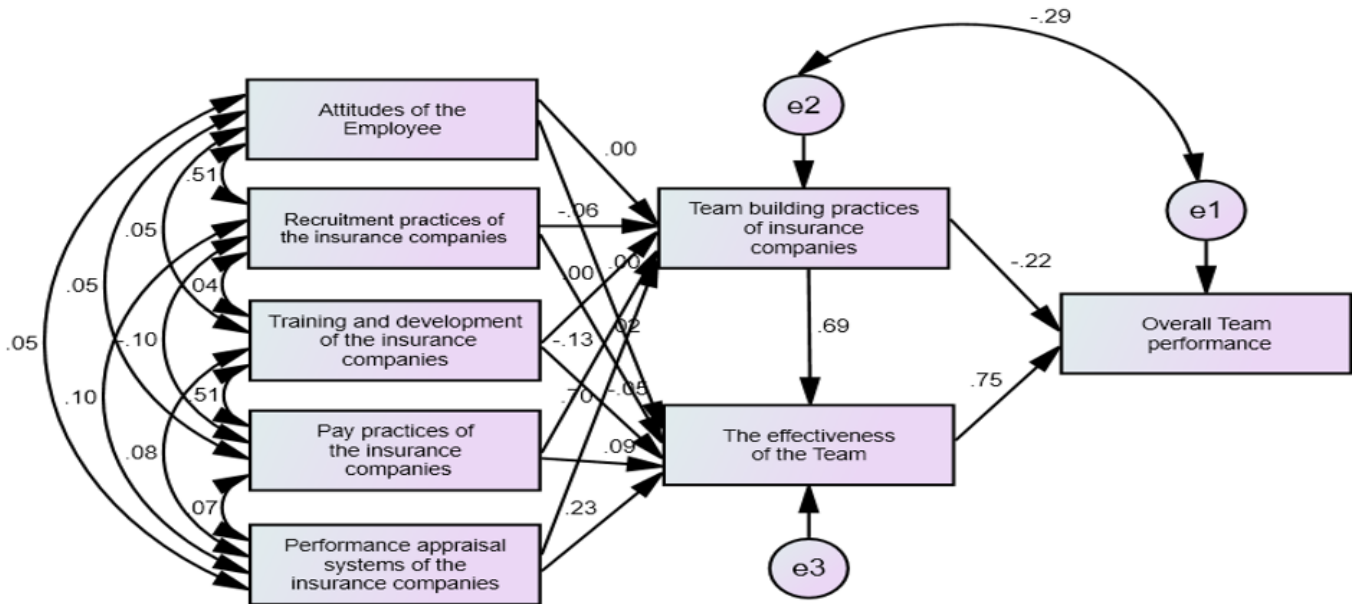 -.29
e2
Attitudes of the
Employee
.00
.51
e1
Recruitment practices of
the insurance companies
-.06
Team building practices
of insurance
companies
.05
-.22
.00
.00
.05
04
.10
Training and development
of the insurance
companies
-.13
02
.69
Overall Team
performance
.05
.51
.70
-.05
.75
.10
Pay practices of
the insurance
companies
.09
The effectiveness
of the Team
.08
07
.23
Performance appraisal
systems of the
insurance companies
e3